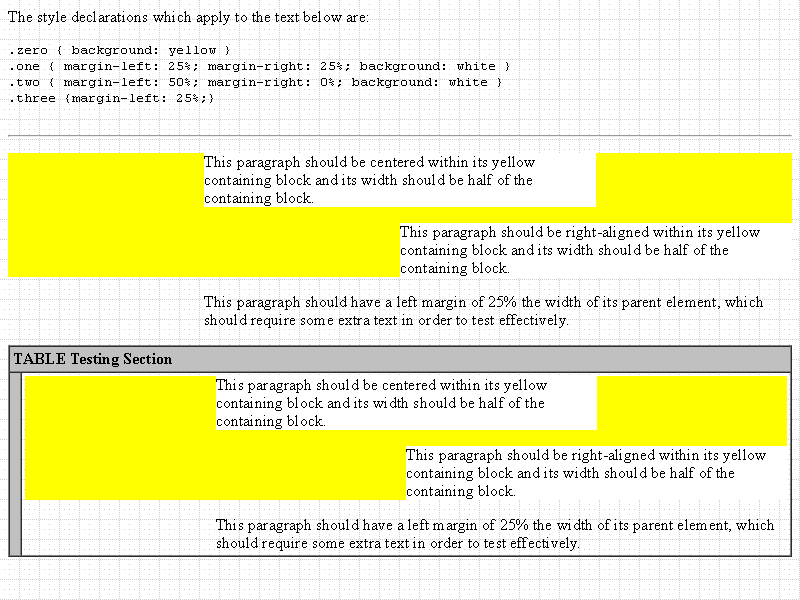 The style declarations which apply to the text below are:
.zero { background: yellow }
.one { margin-left: 25%; margin-right: 25%; background: white }
.two { margin-left: 50%; margin-right: 0%; background: white }
.three {margin-left: 25%;}
This paragraph should be centered within its yellow
containing block and its width should be half of the
containing block.
This paragraph should be right-aligned within its yellow
containing block and its width should be half of the
containing block.
This paragraph should have a left margin of 25% the width of its parent element, which
should require some extra text in order to test effectively.
TABLE Testing Section
This paragraph should be centered within its yellow
containing block and its width should be half of the
containing block.
This paragraph should be right-aligned within its yellow
containing block and its width should be half of the
containing block.
This paragraph should have a left margin of 25% the width of its parent element, which
should require some extra text in order to test effectively.